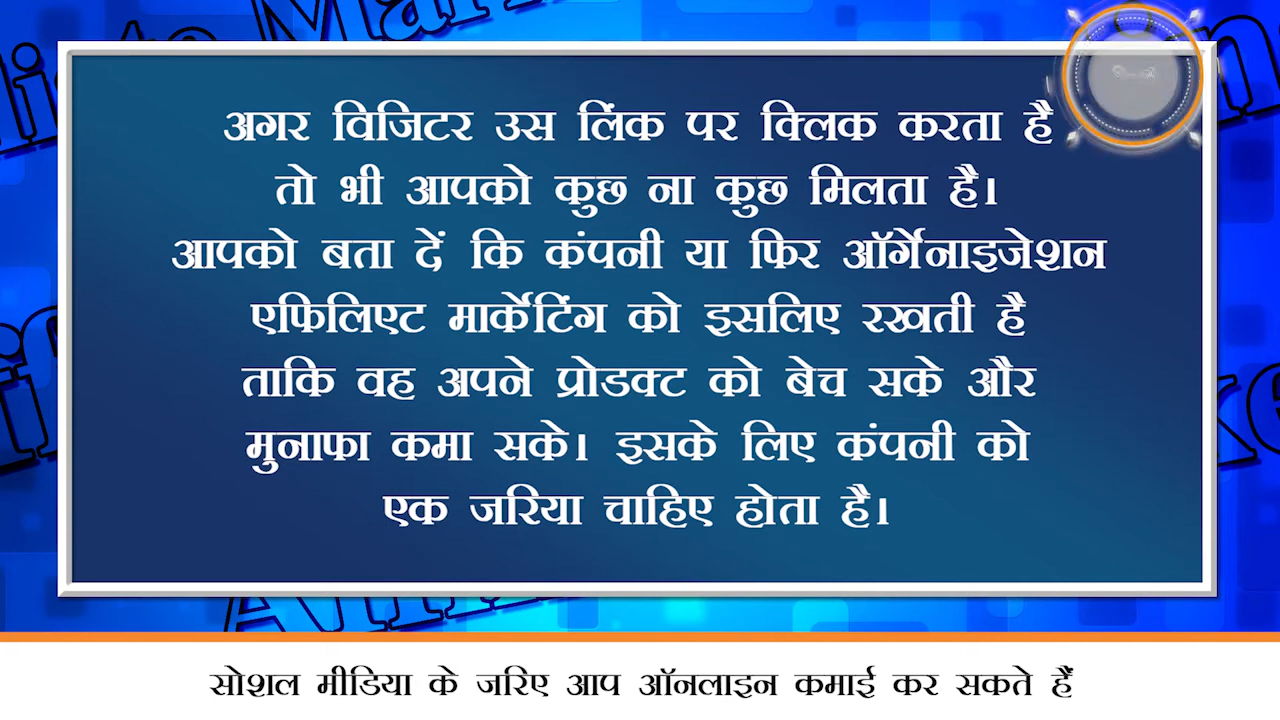 अगर विजिटर उस लिंक पर क्लिक करता है
तो भी आपको कुछ ना कुछ मिलता है।
आपको बता दें कि कंपनी या फिर ऑर्गेनाइजेशन
एफिलिएट मार्केटिंग को इसलिए रखती है
ताकि वह अपने प्रोडक्ट को बेच सके और
मुनाफा कमा सके। इसके लिए कंपनी को
एक जरिया चाहिए होता है।
सोशल मीडिया के जरिए आप ऑनलाइन कमाई कर सकते हैं